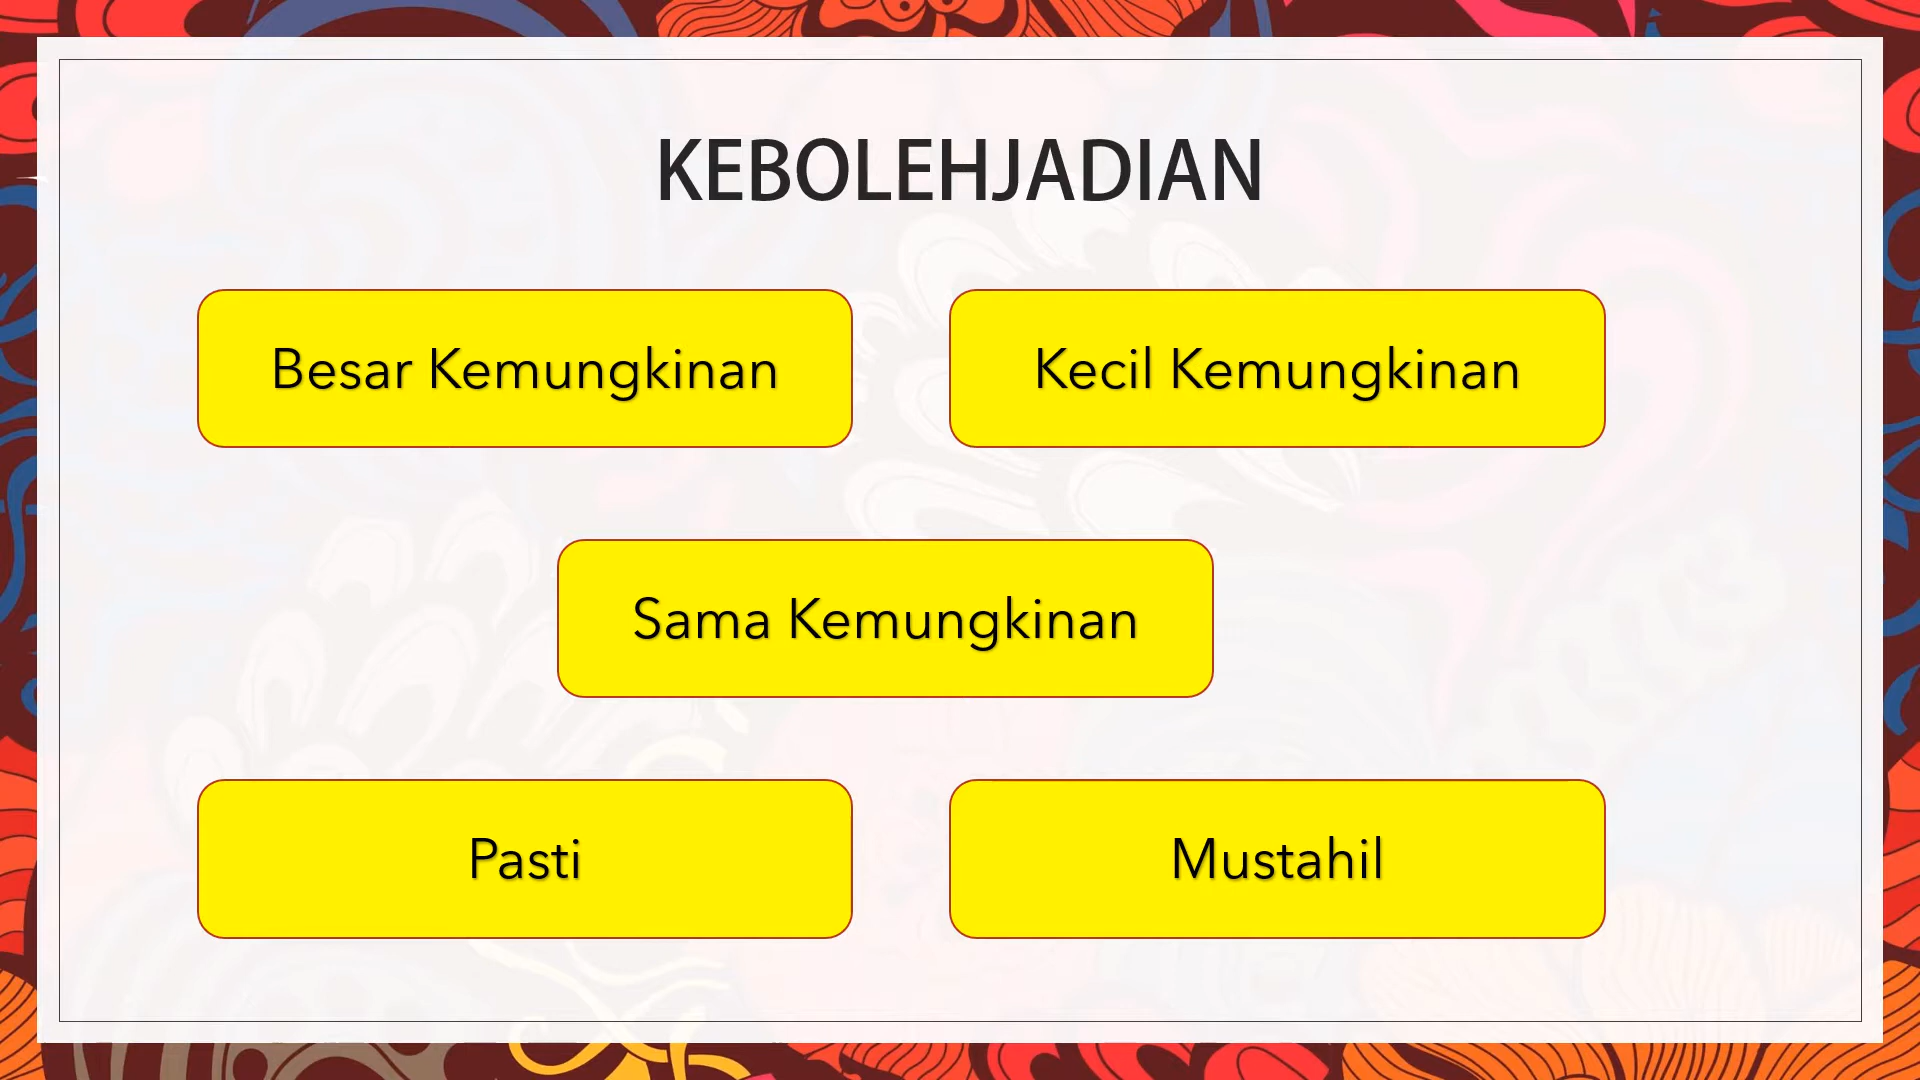 KEBOLEHJADIAN
Besar Kemungkinan
Kecil Kemungkinan
Sama Kemungkinan
Pasti
Mustahil